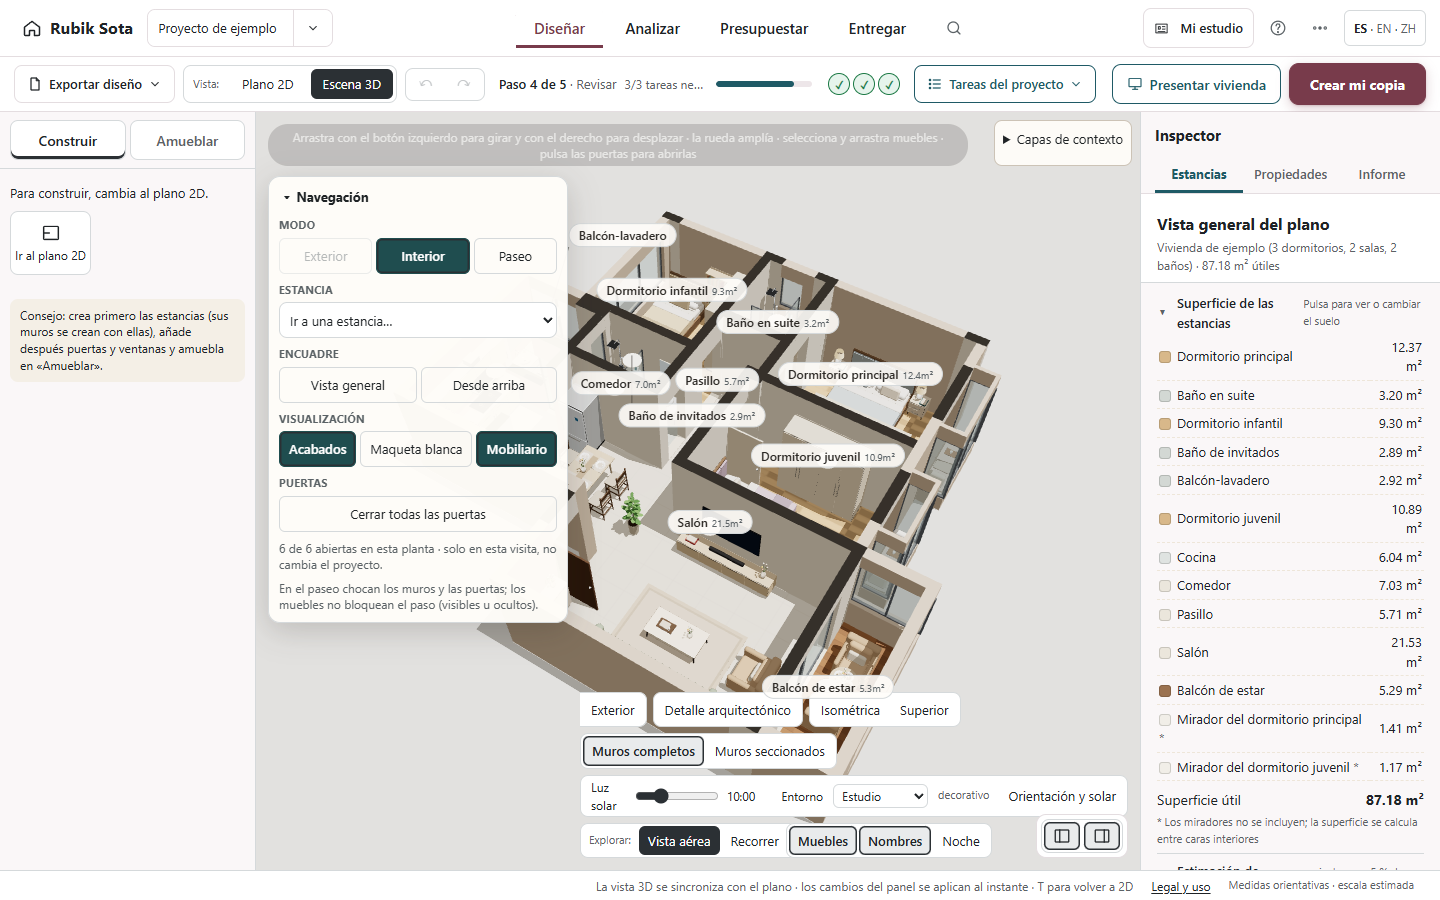 Rubik Sota
Proyecto de ejemplo
Diseñar
Analizar
Presupuestar
Entregar
Mi estudio
ES · EN · ZH
Exportar diseño
Vista:
Plano 2D
Escena 3D
Paso 4 de 5 · Revisar 3/3 tareas ne...
Tareas del proyecto
Presentar vivienda
Crear mi copia
Construir
Amueblar
Para construir, cambia al plano 2D.
Ir al plano 2D
Consejo: crea primero las estancias (sus
muros se crean con ellas), añade
después puertas y ventanas y amuebla
en «Amueblar».
Arrastra con el botón izquierdo para girar y con el derecho para desplazar · la rueda amplía · selecciona y arrastra muebles ·
pulsa las puertas para abrirlas
Capas de contexto
Navegación
MODO
Exterior
Interior
Paseo
ESTANCIA
Ir a una estancia...
ENCUADRE
Vista general
Desde arriba
VISUALIZACIÓN
Acabados
Maqueta blanca
Mobiliario
PUERTAS
Cerrar todas las puertas
6 de 6 abiertas en esta planta · solo en esta visita, no
cambia el proyecto.
En el paseo chocan los muros y las puertas; los
muebles no bloquean el paso (visibles u ocultos).
Balcón-lavadero
Dormitorio infantil 9.3m²
Baño en suite 3.2m²
Comedor 7.0m²
Pasillo 5.7m²
Dormitorio principal 12.4m²
Baño de invitados 2.9m²
Dormitorio juvenil 10.9m²
Salón 21.5m²
Balcón de estar 5.3m²
Exterior
Detalle arquitectónico
Isométrica
Superior
Muros completos
Muros seccionados
Luz
solar
10:00
Entorno
Estudio
decorativo
Orientación y solar
Explorar:
Vista aérea
Recorrer
Muebles
Nombres
Noche
Inspector
Estancias
Propiedades
Informe
Vista general del plano
Vivienda de ejemplo (3 dormitorios, 2 salas, 2
baños) · 87.18 m² útiles
Superficie de las
estancias
Pulsa para ver o cambiar
el suelo
Dormitorio principal 12.37
m²
Baño en suite 3.20 m²
Dormitorio infantil 9.30 m²
Baño de invitados 2.89 m²
Balcón-lavadero 2.92 m²
Dormitorio juvenil 10.89
m²
Cocina 6.04 m²
Comedor 7.03 m²
Pasillo 5.71 m²
Salón 21.53
m²
Balcón de estar 5.29 m²
Mirador del dormitorio principal
* 1.41 m²
Mirador del dormitorio juvenil * 1.17 m²
Superficie útil 87.18 m²
* Los miradores no se incluyen; la superficie se calcula
entre caras interiores
La vista 3D se sincroniza con el plano · los cambios del panel se aplican al instante · T para volver a 2D
Legal y uso
Medidas orientativas · escala estimada